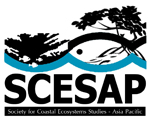 SCESAP
Society for Coastal Ecosystems Studies - Asia Pacific